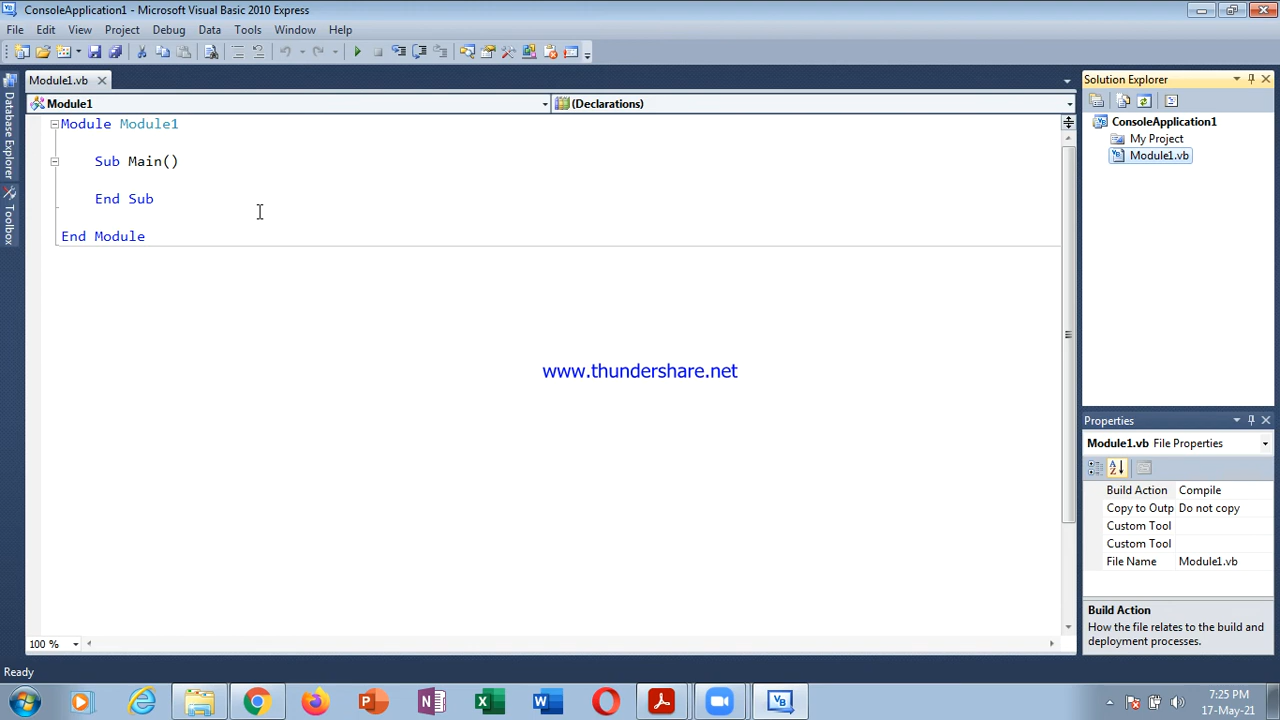 ConsoleApplication1 - Microsoft Visual Basic 2010 Express
File Edit View Project Debug Data Tools Window Help
Module1.vb
Module1
(Declarations)
Module Module1
Sub Main()
End Sub
End Module
www.thundershare.net
100 %
Database Explorer
Toolbox
Solution Explorer
ConsoleApplication1
My Project
Module1.vb
Properties
Module1.vb File Properties
Build Action Compile
Copy to Outp Do not copy
Custom Tool
Custom Tool
File Name Module1.vb
Build Action
How the file relates to the build and
deployment processes.
Ready
7:25 PM
17-May-21